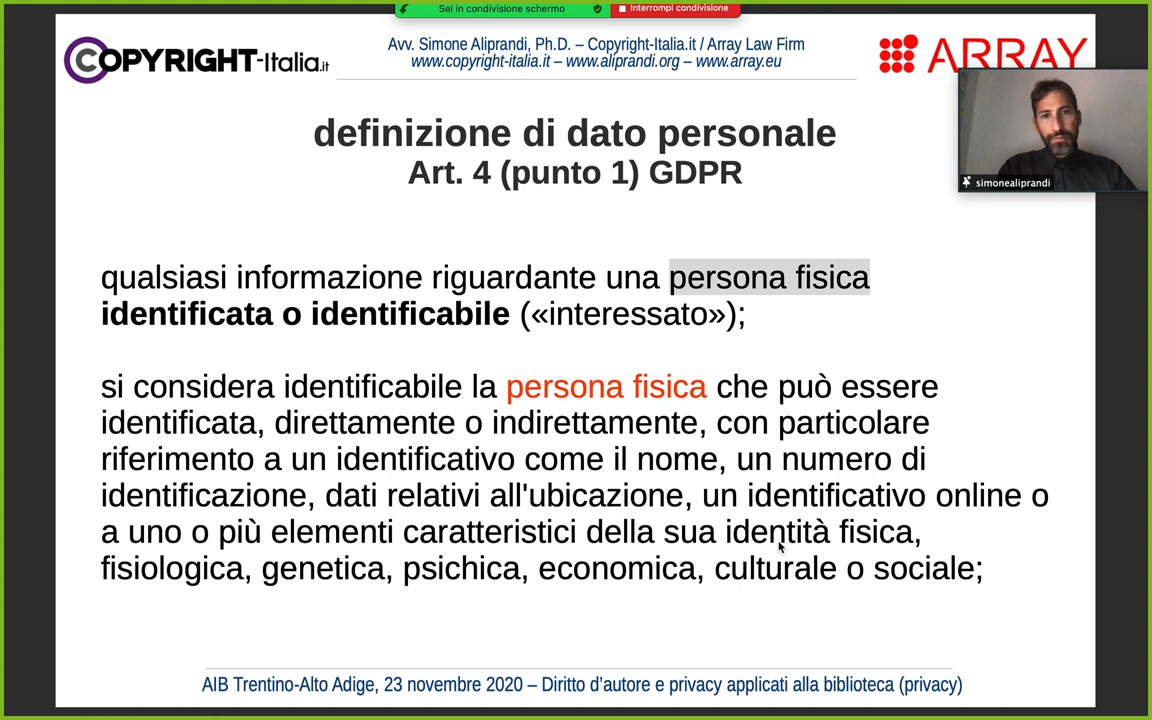 Sei in condivisione schermo
Interrompi condivisione
COPYRIGHT-Italia.it
Avv. Simone Aliprandi, Ph.D. – Copyright-Italia.it / Array Law Firm
www.copyright-italia.it – www.aliprandi.org – www.array.eu
ARRAY
simonealiprandi
definizione di dato personale
Art. 4 (punto 1) GDPR
qualsiasi informazione riguardante una persona fisica
identificata o identificabile («interessato»);
si considera identificabile la persona fisica che può essere
identificata, direttamente o indirettamente, con particolare
riferimento a un identificativo come il nome, un numero di
identificazione, dati relativi all'ubicazione, un identificativo online o
a uno o più elementi caratteristici della sua identità fisica,
fisiologica, genetica, psichica, economica, culturale o sociale;
AIB Trentino-Alto Adige, 23 novembre 2020 – Diritto d’autore e privacy applicati alla biblioteca (privacy)